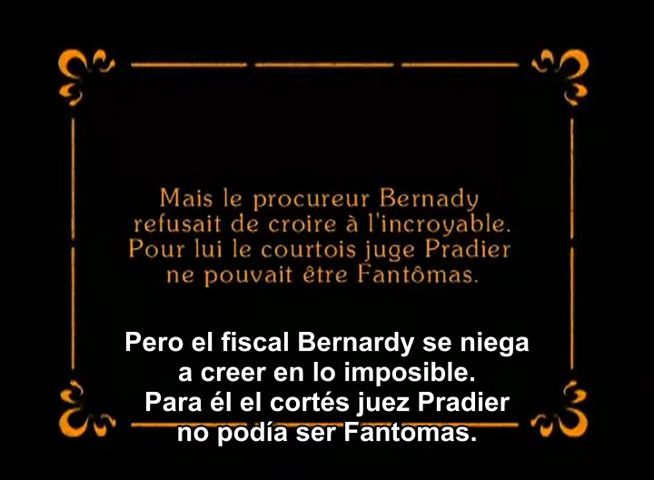 Mais le procureur Bernady
refusait de croire à l'incroyable.
Pour lui le courtois juge Pradier
ne pouvait être Fantômas.
Pero el fiscal Bernardy se niega
a creer en lo imposible.
Para él el cortés juez Pradier
no podía ser Fantomas.